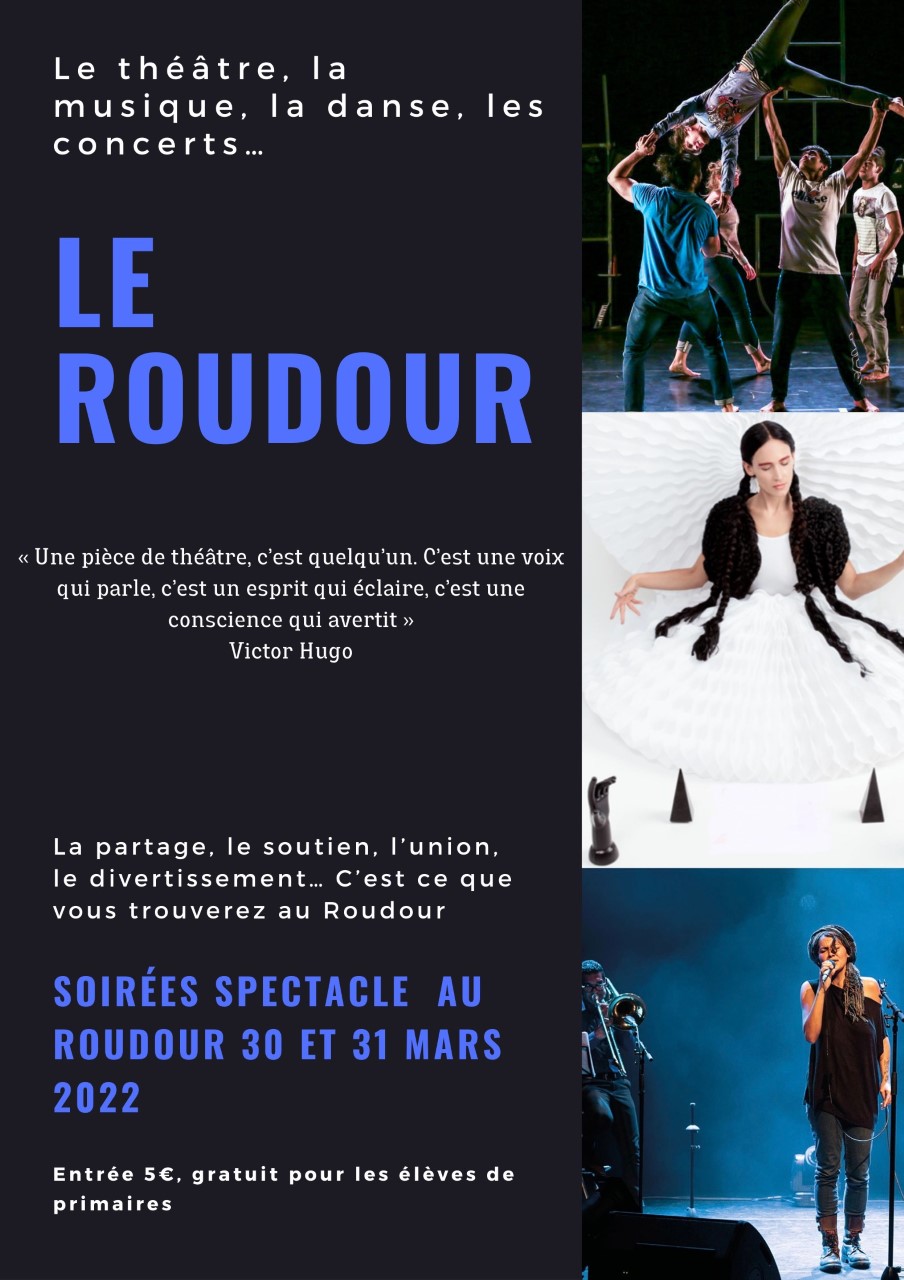 Le théâtre, la
musique, la danse, les
concerts...
LE
ROUDOUR
« Une pièce de théâtre, c'est quelqu'un. C'est une voix
qui parle, c'est un esprit qui éclaire, c'est une
conscience qui avertit »
Victor Hugo
La partage, le soutien, l'union,
le divertissement... C'est ce que
vous trouverez au Roudour
SOIRÉES SPECTACLE AU
ROUDOUR 30 ET 31 MARS
2022
Entrée 5€, gratuit pour les élèves de
primaires